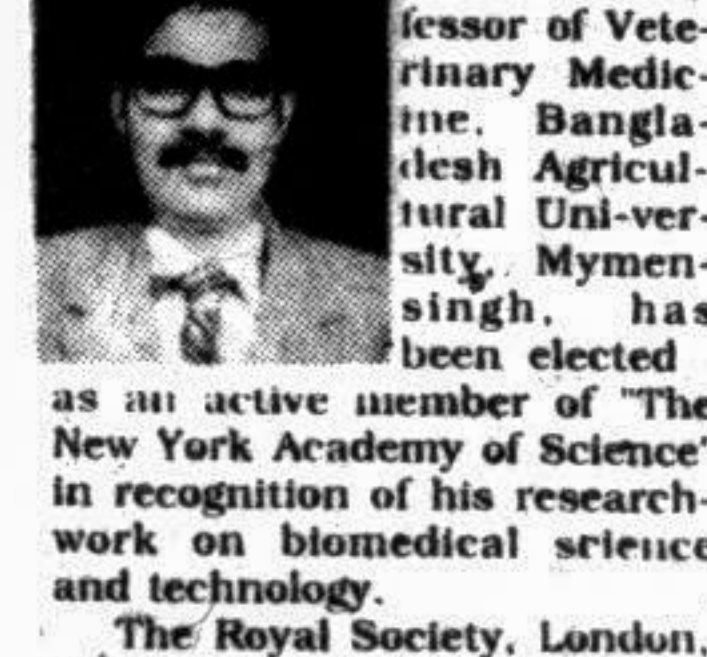 fessor of Vete-
rinary Medic-
ine, Bangla-
desh Agricul-
tural Uni-ver-
sity, Mymen-
singh, has
been elected
as an active member of "The
New York Academy of Science"
in recognition of his research-
work on biomedical science
and technology.
The Royal Society, London,